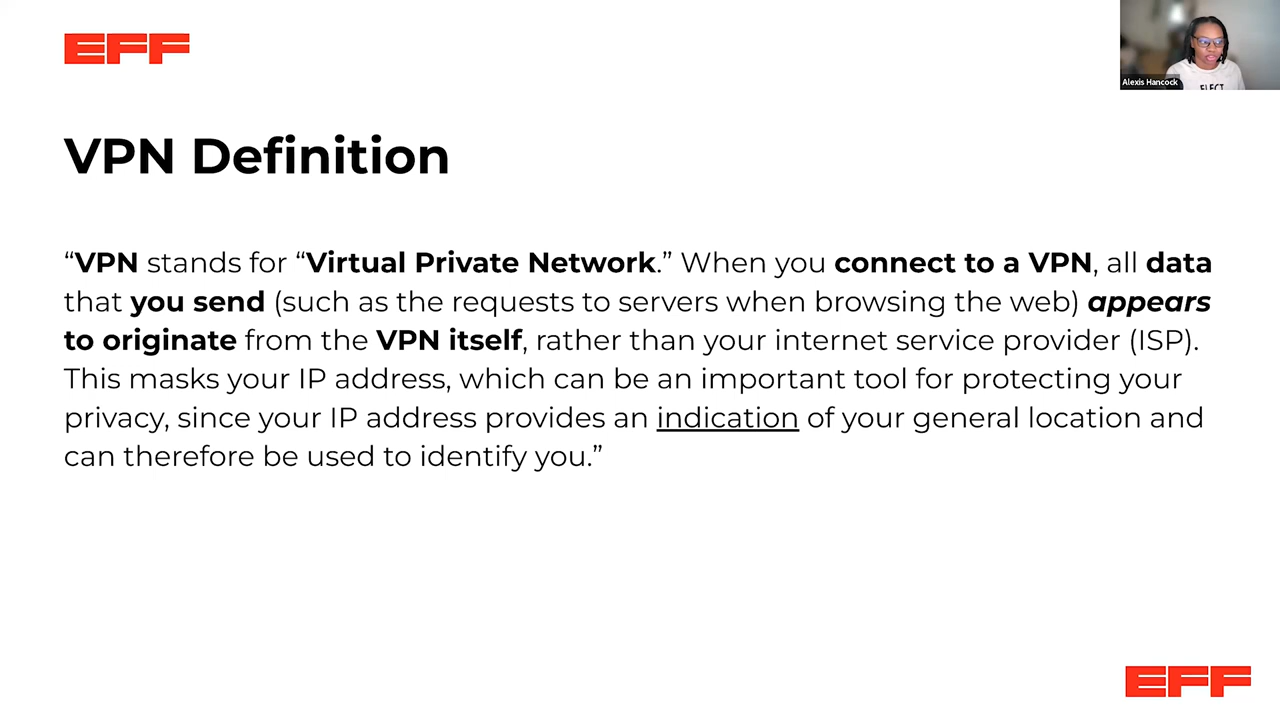 EFF
Alexis Hancock
ELECT
VPN Definition
“VPN stands for “Virtual Private Network.” When you connect to a VPN, all data
that you send (such as the requests to servers when browsing the web) appears
to originate from the VPN itself, rather than your internet service provider (ISP).
This masks your IP address, which can be an important tool for protecting your
privacy, since your IP address provides an indication of your general location and
can therefore be used to identify you.”
EFF